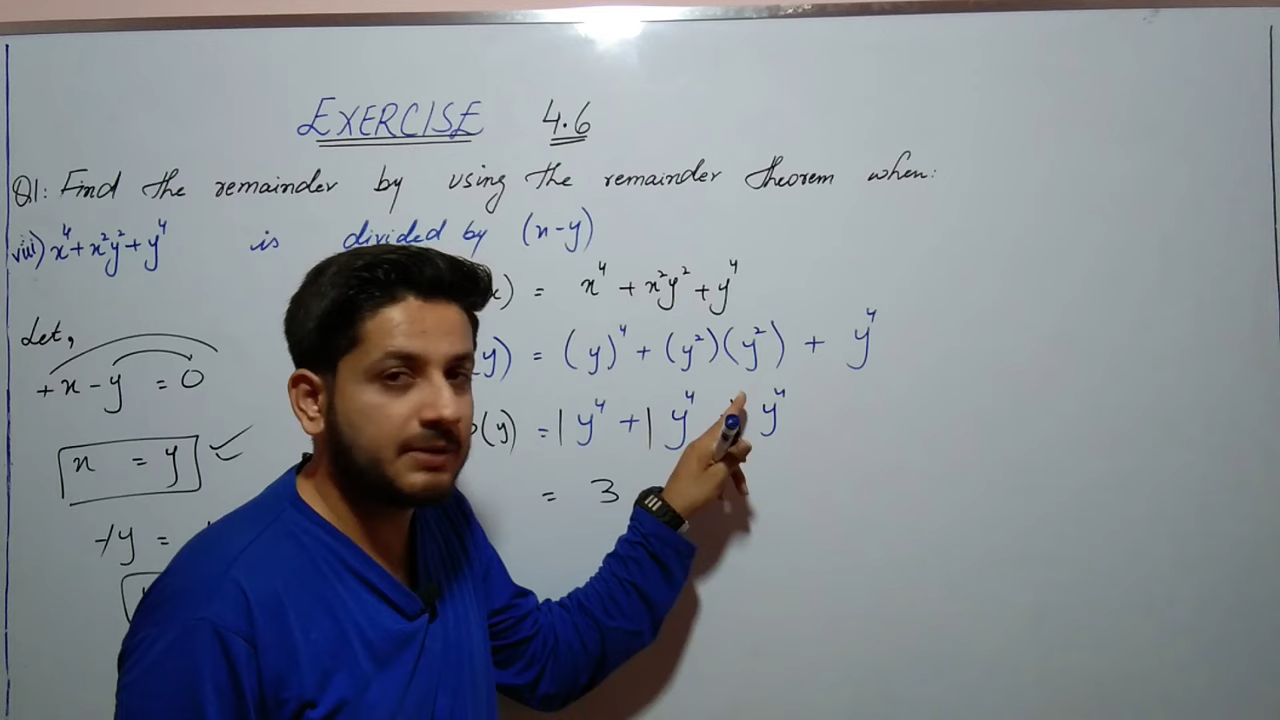 EXERCISE 4.6
Q1: Find the remainder by using the remainder theorem when:
viii) x⁴+x²y²+y⁴ is divided by (x-y)
x) = x⁴ + x²y² + y⁴
Let,
y) = (y)⁴ + (y²)(y²) + y⁴
+x - y = 0
(y) = 1y⁴ + 1y⁴ y⁴
x = y
= 3
-y =